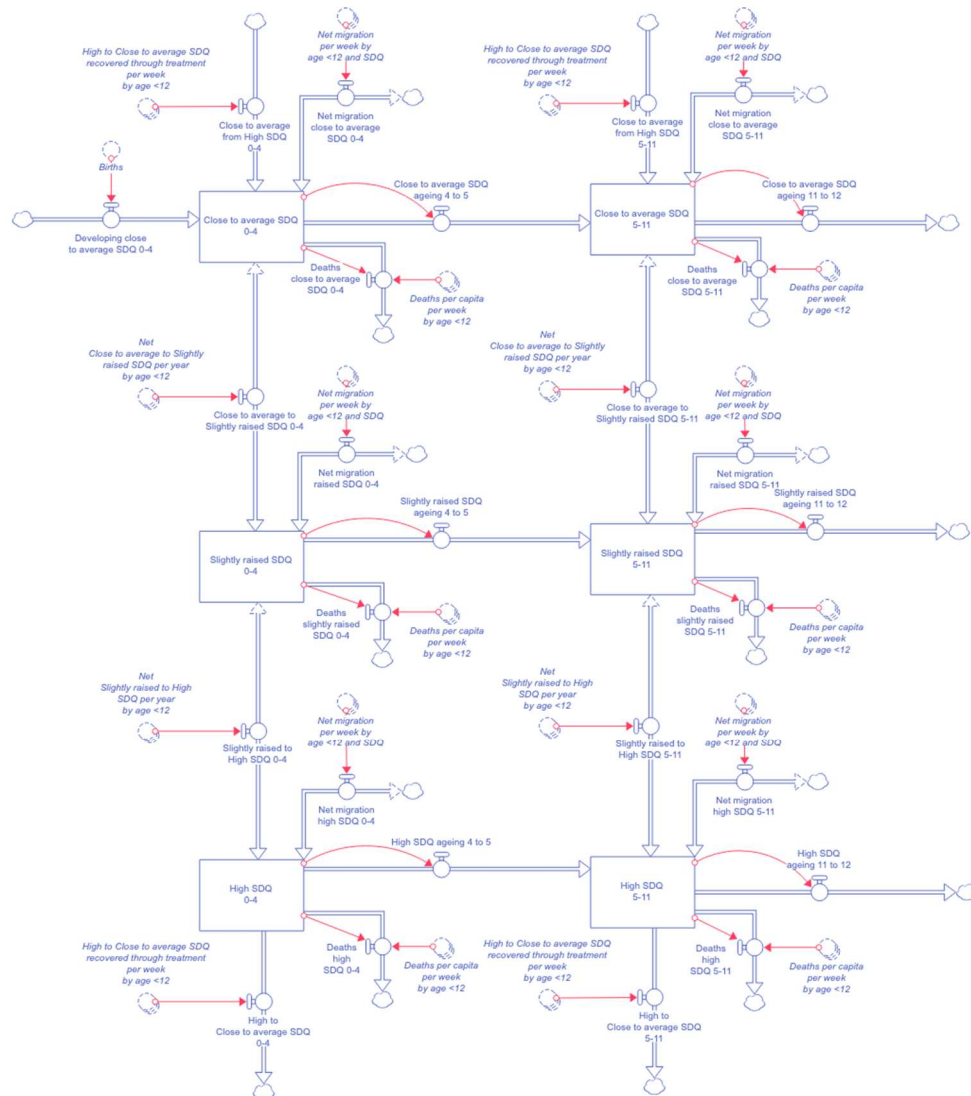 High to Close to average SDQ
recovered through treatment
per week
by age <12
Net migration
per week by
age <12 and SDQ
Close to average
from High SDQ
0-4
Net migration
close to average
SDQ 0-4
High to Close to average SDQ
recovered through treatment
per week
by age <12
Net migration
per week by
age <12 and SDQ
Close to average
from High SDQ
5-11
Net migration
close to average
SDQ 5-11
Births
Developing close
to average SDQ 0-4
Close to average SDQ
0-4
Close to average SDQ
ageing 4 to 5
Close to average SDQ
5-11
Close to average SDQ
ageing 11 to 12
Deaths
close to average
SDQ 0-4
Deaths per capita
per week
by age <12
Deaths
close to average
SDQ 5-11
Deaths per capita
per week
by age <12
Net
Close to average to Slightly
raised SDQ per year
by age <12
Close to average to
Slightly raised SDQ 0-4
Net migration
per week by
age <12 and SDQ
Net migration
raised SDQ 0-4
Net
Close to average to Slightly
raised SDQ per year
by age <12
Close to average to
Slightly raised SDQ 5-11
Net migration
per week by
age <12 and SDQ
Net migration
raised SDQ 5-11
Slightly raised SDQ
0-4
Slightly raised SDQ
ageing 4 to 5
Slightly raised SDQ
5-11
Slightly raised SDQ
ageing 11 to 12
Deaths
slightly raised
SDQ 0-4
Deaths per capita
per week
by age <12
Deaths
slightly raised
SDQ 5-11
Deaths per capita
per week
by age <12
Net
Slightly raised to High
SDQ per year
by age <12
Slightly raised to
High SDQ 0-4
Net migration
per week by
age <12 and SDQ
Net migration
high SDQ 0-4
Net
Slightly raised to High
SDQ per year
by age <12
Slightly raised to
High SDQ 5-11
Net migration
per week by
age <12 and SDQ
Net migration
high SDQ 5-11
High SDQ
0-4
High SDQ ageing 4 to 5
High SDQ
5-11
High SDQ
ageing 11 to 12
Deaths
high
SDQ 0-4
Deaths per capita
per week
by age <12
Deaths
high
SDQ 5-11
Deaths per capita
per week
by age <12
High to Close to average SDQ
recovered through treatment
per week
by age <12
High to
Close to average SDQ
0-4
High to Close to average SDQ
recovered through treatment
per week
by age <12
High to
Close to average SDQ
5-11